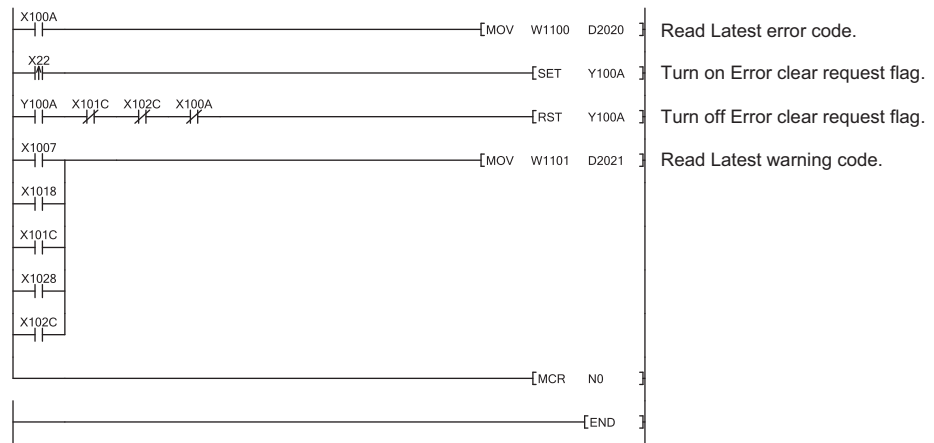 X100A
[MOV W1100 D2020 ] Read Latest error code.
X22
[SET Y100A ] Turn on Error clear request flag.
Y100A X101C X102C X100A
[RST Y100A ] Turn off Error clear request flag.
X1007
[MOV W1101 D2021 ] Read Latest warning code.
X1018
X101C
X1028
X102C
[MCR N0 ]
[END ]